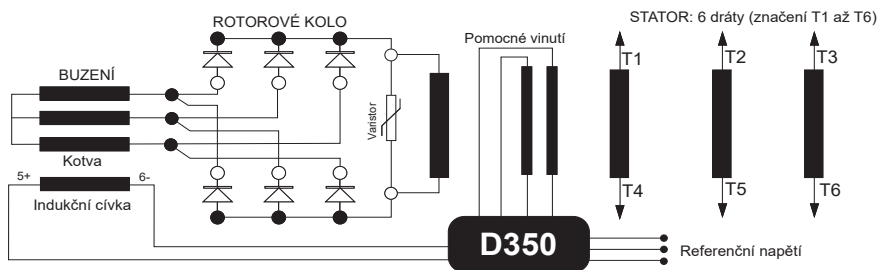 ROTOROVÉ KOLO
STATOR: 6 dráty (značení T1 až T6)
Pomocné vinutí
BUZENÍ
T1
T2
T3
Varistor
Kotva
5+
6-
Indukční cívka
T4
T5
T6
D350
Referenční napětí